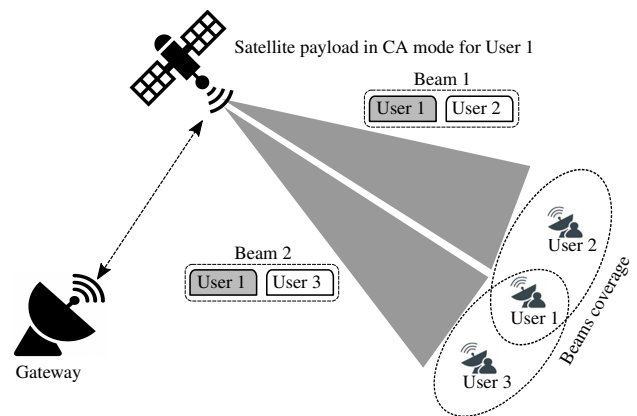 Satellite payload in CA mode for User 1
Beam 1
User 1 User 2
User 2
Beam 2
User 1 User 3
User 1
User 3
Beams coverage
Gateway